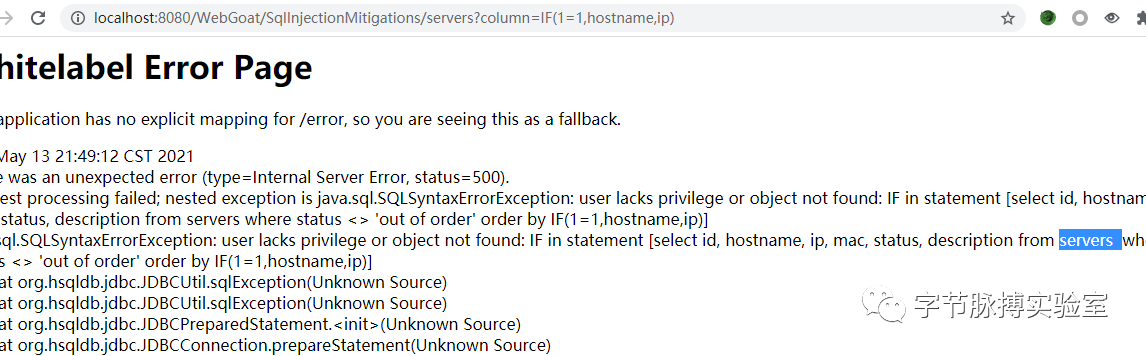 localhost:8080/WebGoat/SqlInjectionMitigations/servers?column=IF(1=1,hostname,ip)
hitelabel Error Page
application has no explicit mapping for /error, so you are seeing this as a fallback.
May 13 21:49:12 CST 2021
e was an unexpected error (type=Internal Server Error, status=500).
est processing failed; nested exception is java.sql.SQLSyntaxErrorException: user lacks privilege or object not found: IF in statement [select id, hostnam
status, description from servers where status <> 'out of order' order by IF(1=1,hostname,ip)]
sql.SQLSyntaxErrorException: user lacks privilege or object not found: IF in statement [select id, hostname, ip, mac, status, description from servers wh
s <> 'out of order' order by IF(1=1,hostname,ip)]
at org.hsqldb.jdbc.JDBCUtil.sqlException(Unknown Source)
at org.hsqldb.jdbc.JDBCUtil.sqlException(Unknown Source)
at org.hsqldb.jdbc.JDBCPreparedStatement.<init>(Unknown Source)
at org.hsqldb.jdbc.JDBCConnection.prepareStatement(Unknown Source)
字节脉搏实验室